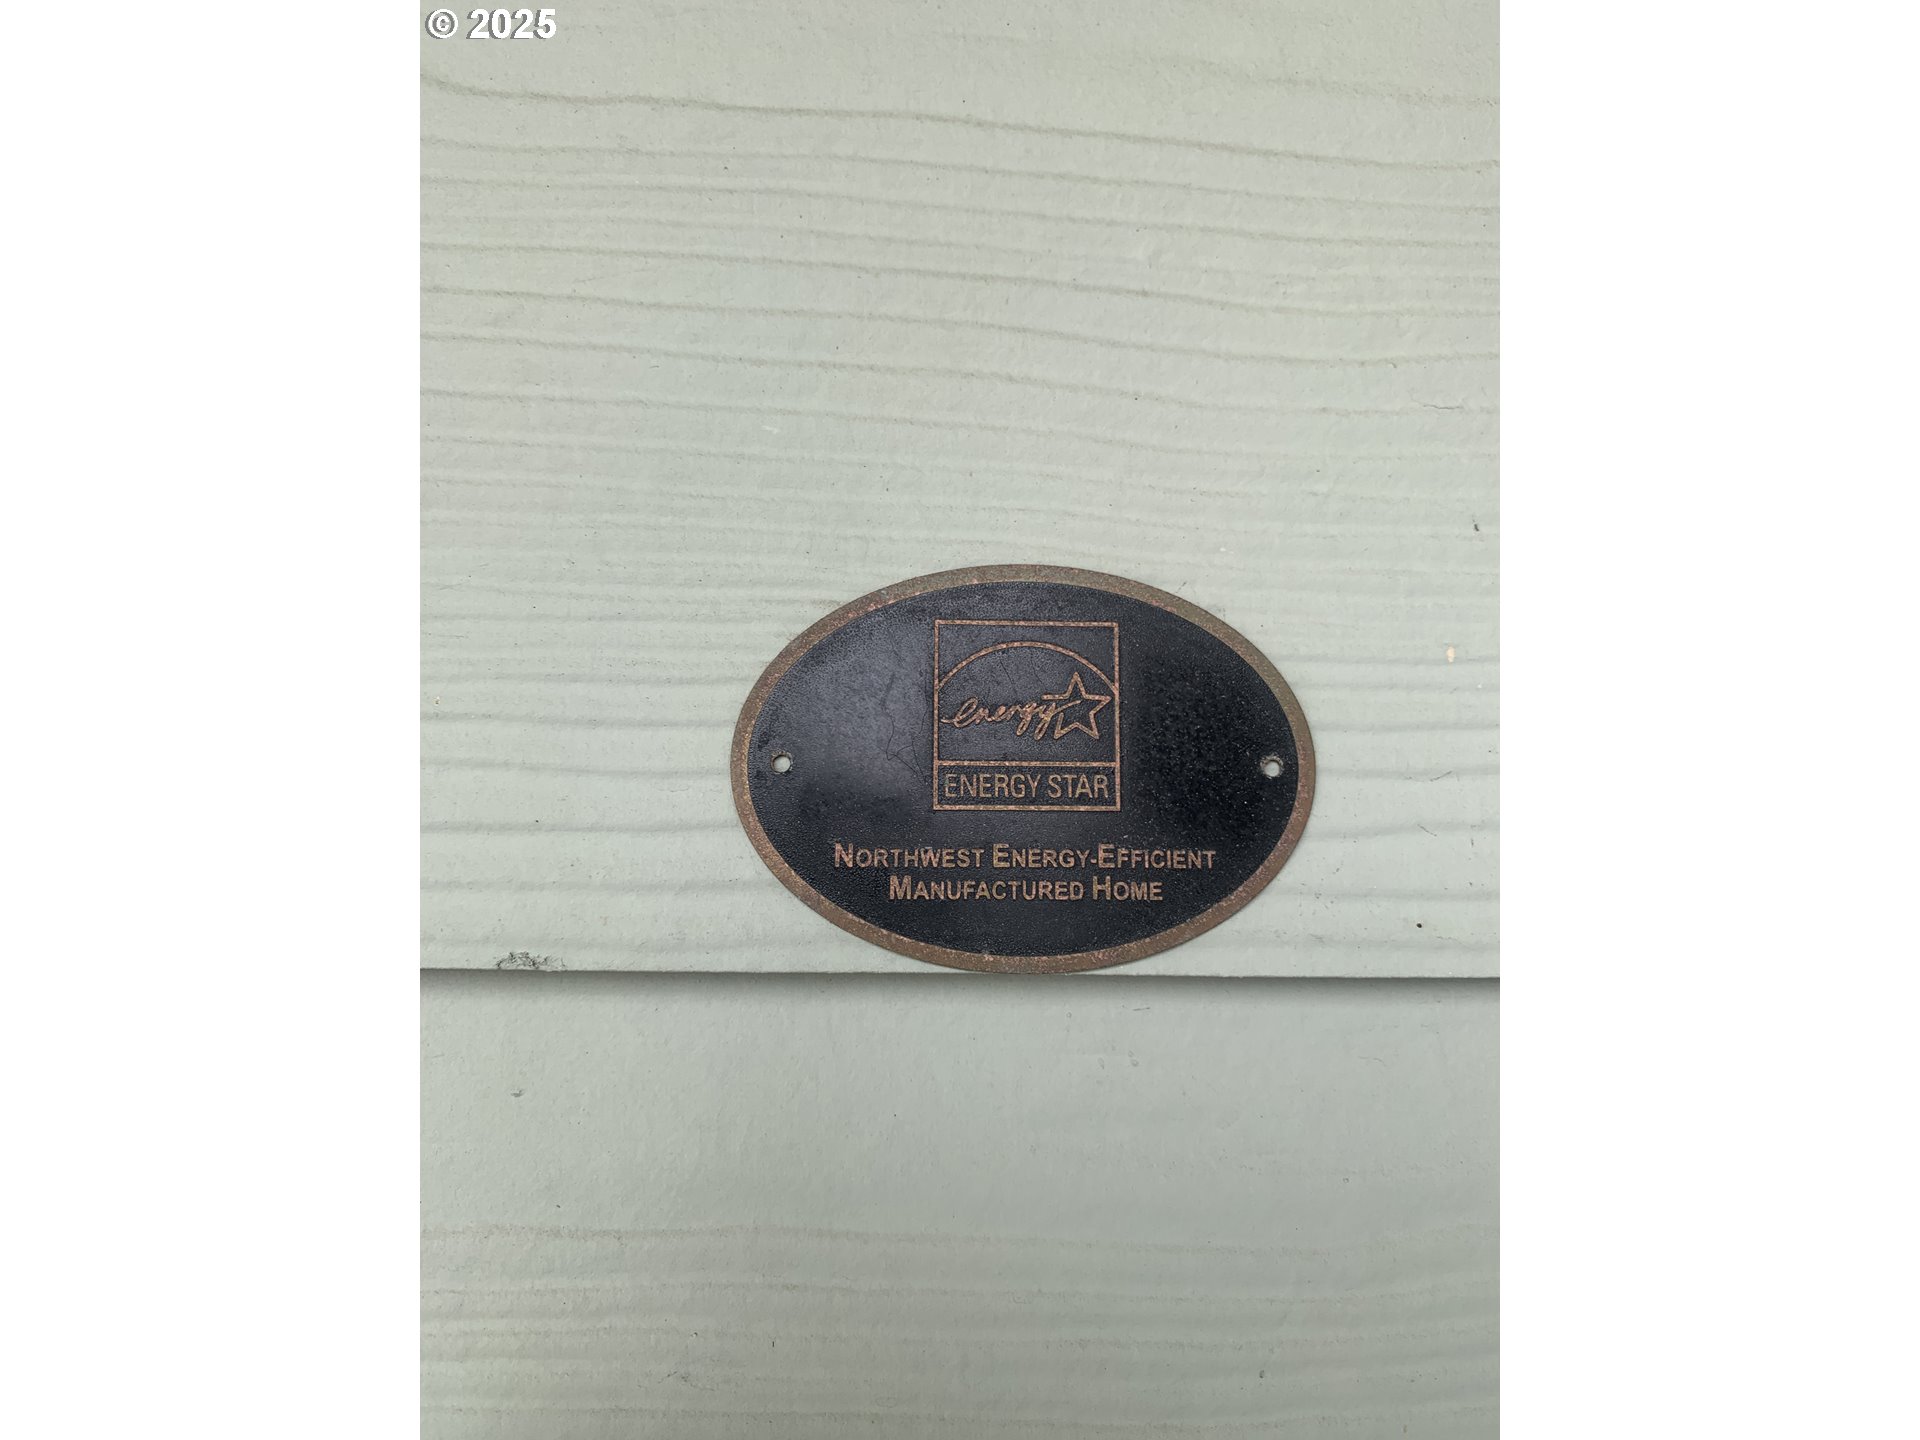 © 2025
energy
ENERGY STAR
NORTHWEST ENERGY-EFFICIENT
MANUFACTURED HOME